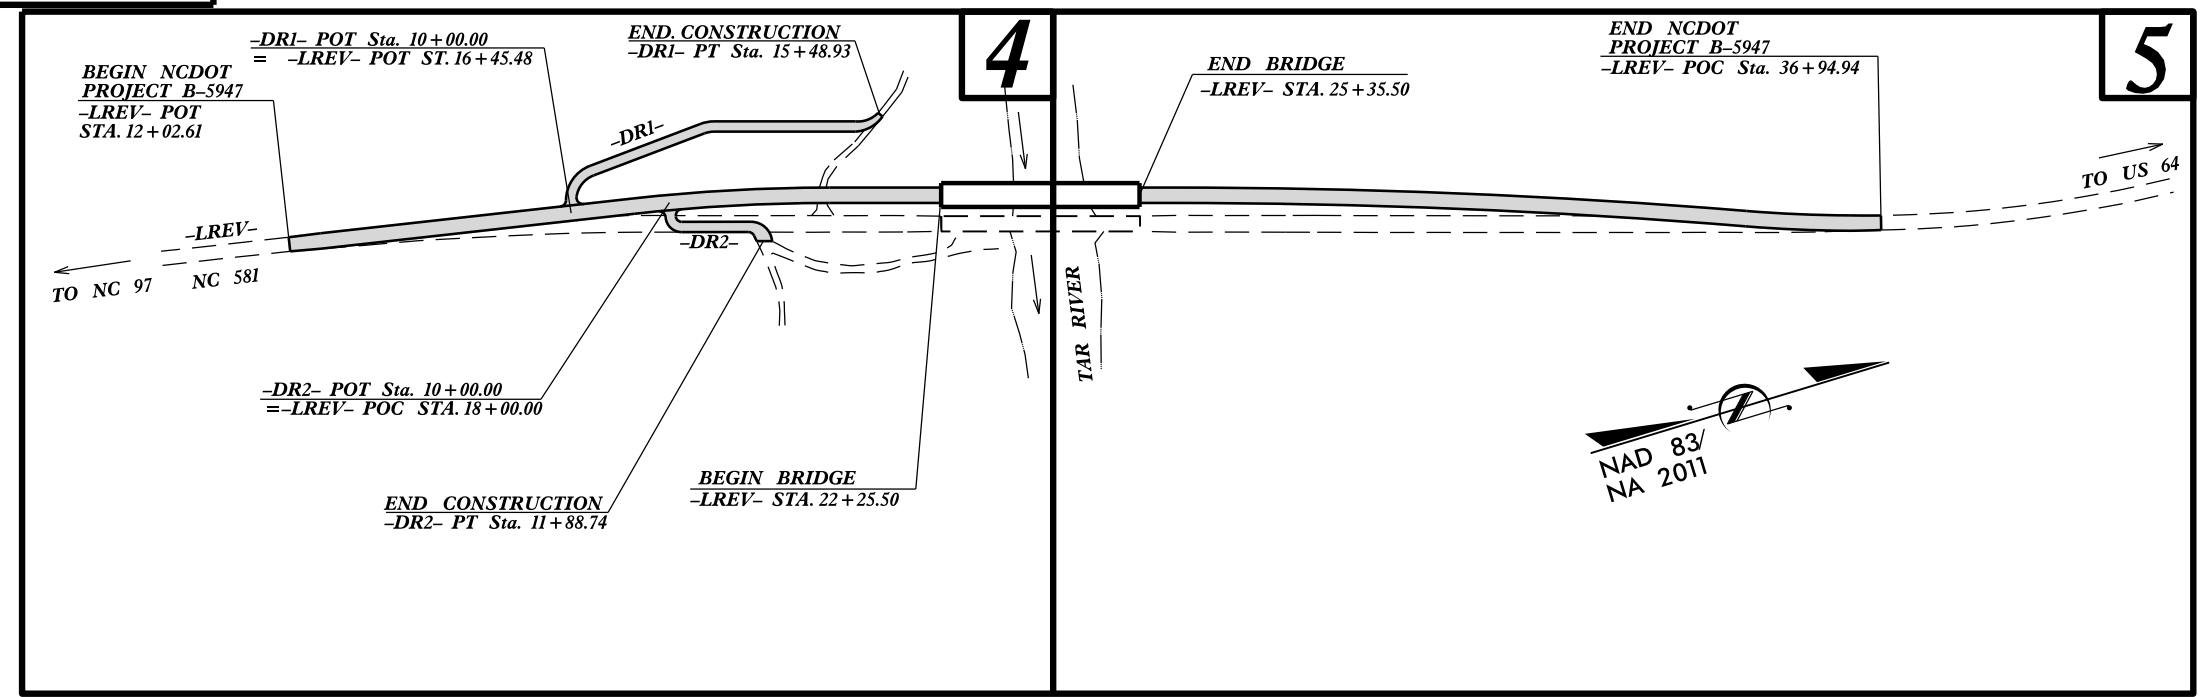 –DR1– POT Sta. 10+00.00
= –LREV– POT ST. 16+45.48
END. CONSTRUCTION
–DR1– PT Sta. 15+48.93
4
END NCDOT
PROJECT B–5947
–LREV– POC Sta. 36+94.94
5
BEGIN NCDOT
PROJECT B–5947
–LREV– POT
STA. 12+02.61
END BRIDGE
–LREV– STA. 25+35.50
–DR1–
TO US 64
–LREV–
–DR2–
TO NC 97
NC 581
TAR RIVER
–DR2– POT Sta. 10+00.00
=–LREV– POC STA. 18+00.00
NAD 83/
NA 2011
BEGIN BRIDGE
–LREV– STA. 22+25.50
END CONSTRUCTION
–DR2– PT Sta. 11+88.74